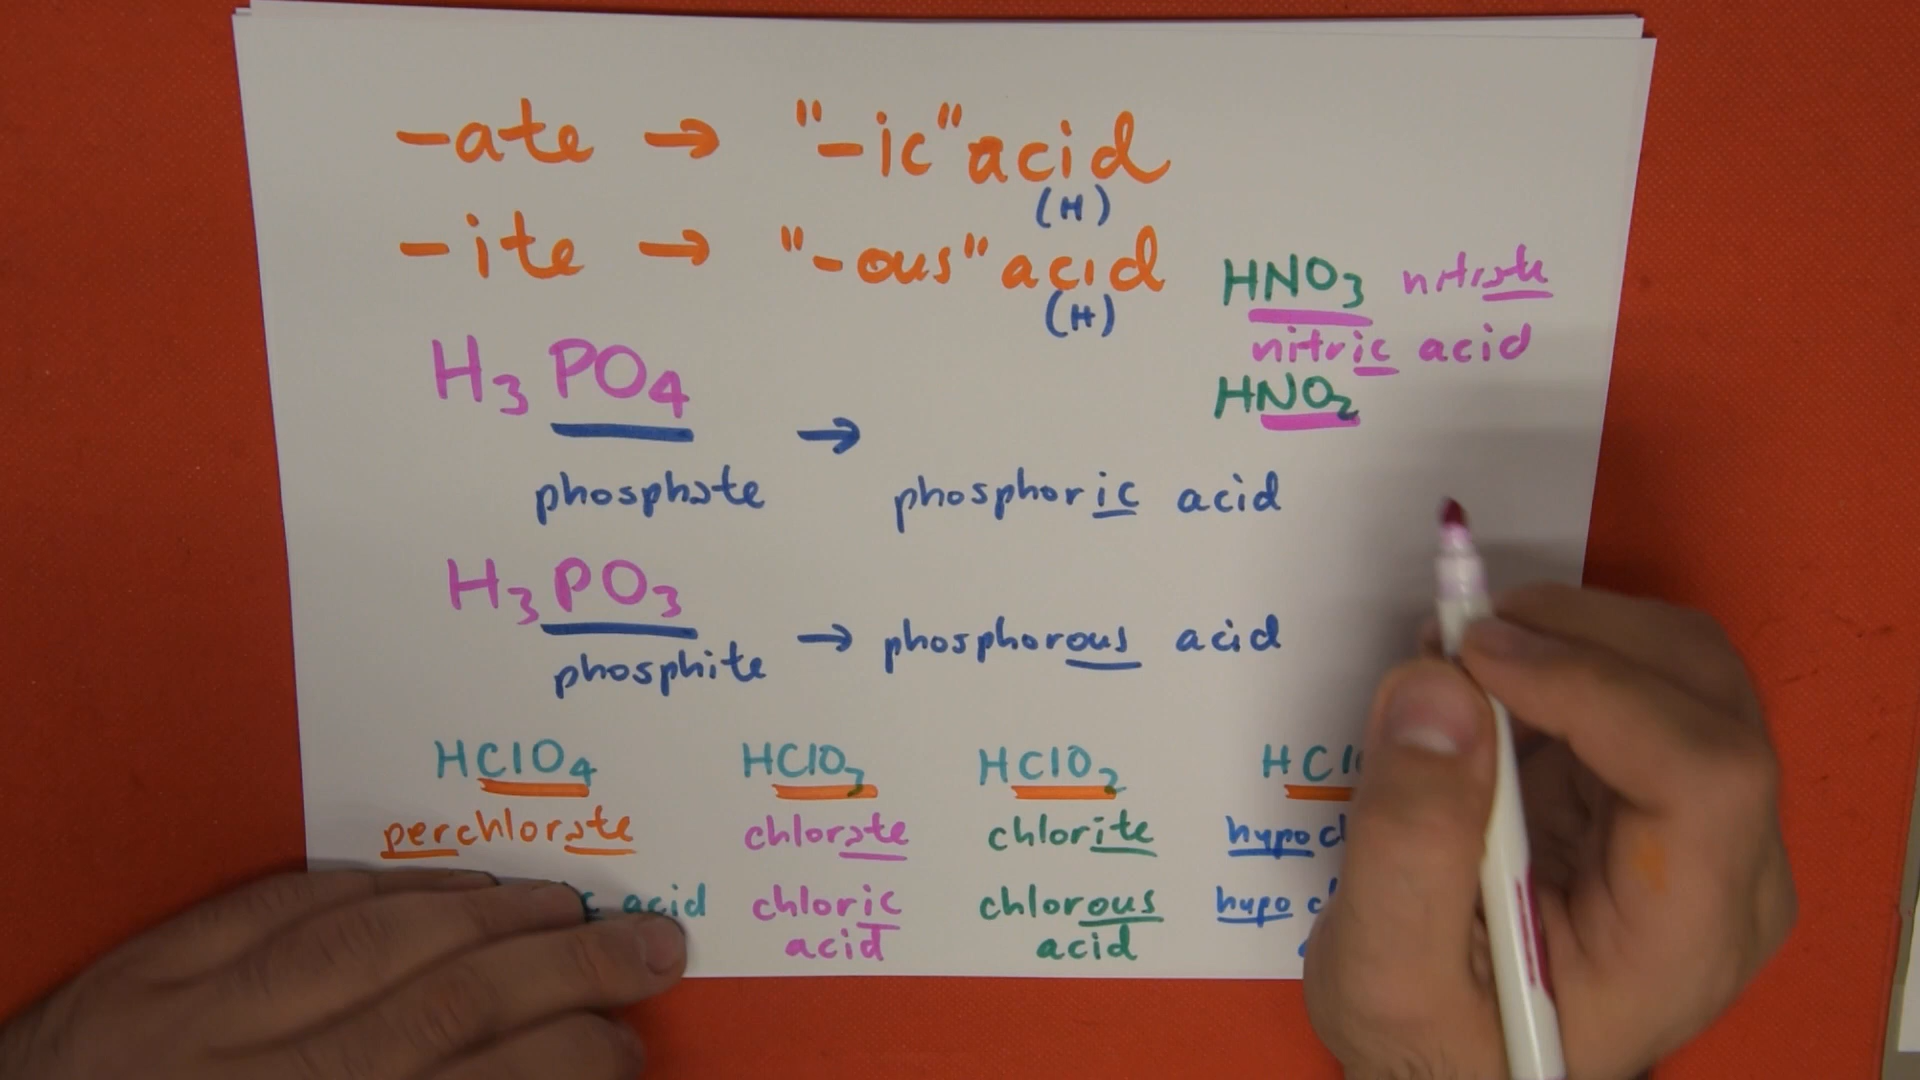 -ate → "-ic" acid
(H)
-ite → "-ous" acid
(H)
HNO3 nitrate
nitric acid
HNO2
H3PO4 →
phosphate phosphoric acid
H3PO3
phosphite → phosphorous acid
HClO4 HClO3 HClO2 HCl
perchlorate chlorate chlorite hypo
c acid chloric chlorous hypo
acid acid